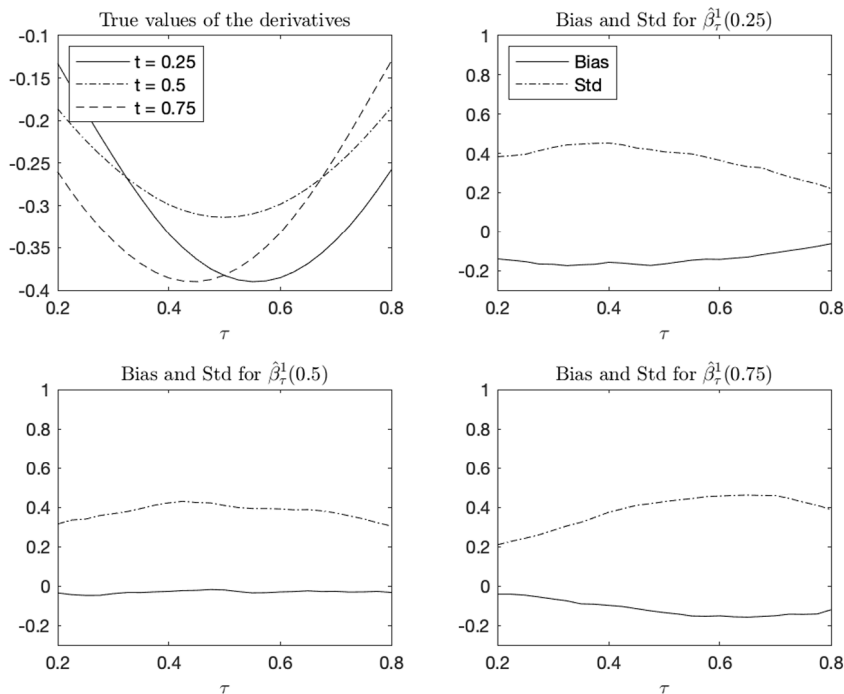 True values of the derivatives
-0.1
-0.15
-0.2
-0.25
-0.3
-0.35
-0.4
t = 0.25
t = 0.5
t = 0.75
0.2 0.4 0.6 0.8
τ
Bias and Std for β̂¹τ(0.25)
1
0.8
0.6
0.4
0.2
0
-0.2
Bias
Std
0.2 0.4 0.6 0.8
τ
Bias and Std for β̂¹τ(0.5)
1
0.8
0.6
0.4
0.2
0
-0.2
0.2 0.4 0.6 0.8
τ
Bias and Std for β̂¹τ(0.75)
1
0.8
0.6
0.4
0.2
0
-0.2
0.2 0.4 0.6 0.8
τ